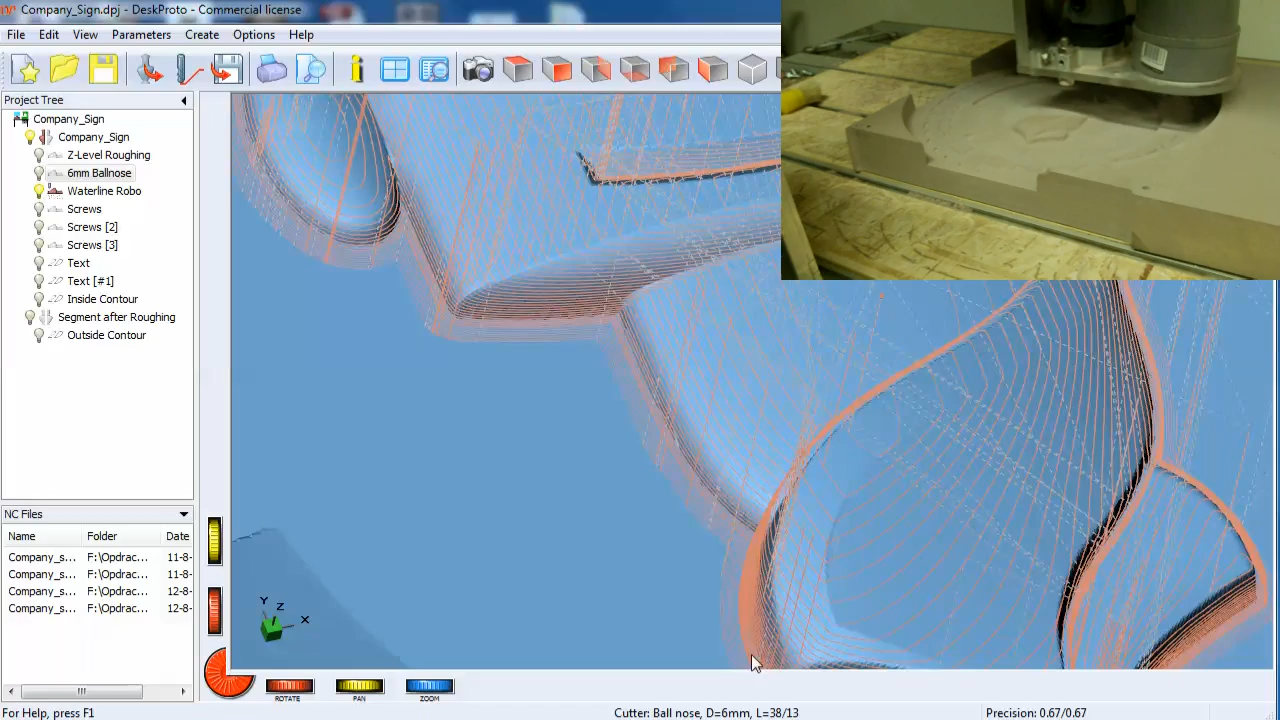 Company_Sign.dpj - DeskProto - Commercial license
File Edit View Parameters Create Options Help
Project Tree
Company_Sign
Company_Sign
Z-Level Roughing
6mm Ballnose
Waterline Robo
Screws
Screws [2]
Screws [3]
Text
Text [#1]
Inside Contour
Segment after Roughing
Outside Contour
NC Files
Name Folder Date
Company_s... F:\Opdrac... 11-8-
Company_s... F:\Opdrac... 11-8-
Company_s... F:\Opdrac... 12-8-
Company_s... F:\Opdrac... 12-8-
Y Z X
ROTATE PAN ZOOM
For Help, press F1 Cutter: Ball nose, D=6mm, L=38/13 Precision: 0.67/0.67